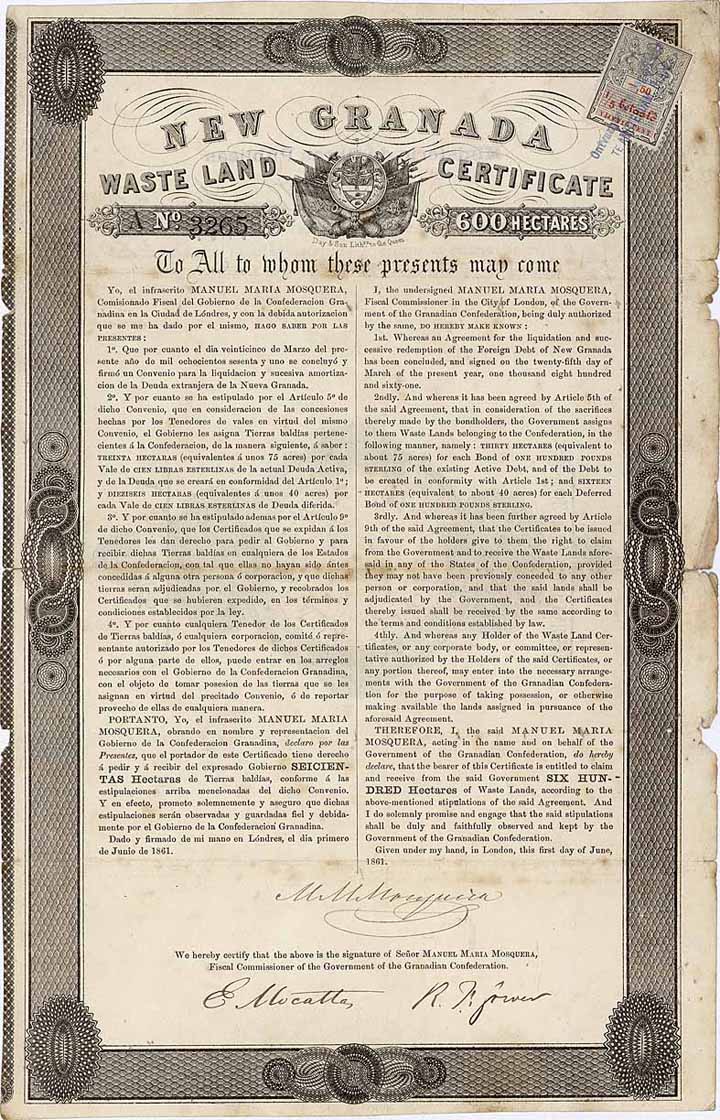 NEW GRANADA
WASTE LAND CERTIFICATE
A No. 3265
600 HECTARES
Day & Son Lithrs. to the Queen
To All to whom these presents may come
Yo, el infrascrito MANUEL MARIA MOSQUERA,
Comisionado Fiscal del Gobierno de la Confederacion Gra-
nadina en la Ciudad de Lóndres, y con la debida autorizacion
que se me ha dado por el mismo, HAGO SABER POR LAS
PRESENTES :
1º. Que por cuanto el dia veinticinco de Marzo del pre-
sente año de mil ochocientos sesenta y uno se concluyó y
firmó un Convenio para la liquidacion y sucesiva amortiza-
cion de la Deuda extranjera de la Nueva Granada.
2º. Y por cuanto se ha estipulado por el Artículo 5º de
dicho Convenio, que en consideracion de las concesiones
hechas por los Tenedores de vales en virtud del mismo
Convenio, el Gobierno les asigna Tierras baldías pertene-
cientes á la Confederacion, de la manera siguiente, á saber :
TREINTA HECTARAS (equivalentes á unos 75 acres) por cada
Vale de CIEN LIBRAS ESTERLINAS de la actual Deuda Activa,
y de la Deuda que se creará en conformidad del Artículo 1º ;
y DIEZISEIS HECTARAS (equivalentes á unos 40 acres) por
cada Vale de CIEN LIBRAS ESTERLINAS de Deuda diferida.
3º. Y por cuanto se ha estipulado ademas por el Artículo 9º
de dicho Convenio, que los Certificados que se expidan á los
Tenedores les dan derecho para pedir al Gobierno y para
recibir dichas Tierras baldías en cualquiera de los Estados
de la Confederacion, con tal que ellas no hayan sido ántes
concedidas á alguna otra persona ó corporacion, y que dichas
tierras seran adjudicadas por el Gobierno, y recobrados los
Certificados que se hubieren expedido, en los términos y
condiciones establecidos por la ley.
4º. Y por cuanto cualquiera Tenedor de los Certificados
de Tierras baldías, ó cualquiera corporacion, comité ó repre-
sentante autorizado por los Tenedores de dichos Certificados
ó por alguna parte de ellos, puede entrar en los arreglos
necesarios con el Gobierno de la Confederacion Granadina,
con el objeto de tomar posesion de las tierras que se les
asignan en virtud del precitado Convenio, ó de reportar
provecho de ellas de cualquiera manera.
PORTANTO, Yo, el infrascrito MANUEL MARIA
MOSQUERA, obrando en nombre y representacion del
Gobierno de la Confederacion Granadina, declaro por las
Presentes, que el portador de este Certificado tiene derecho
á pedir y á recibir del expresado Gobierno SEICIEN-
TAS Hectaras de Tierras baldías, conforme á las
estipulaciones arriba mencionadas del dicho Convenio.
Y en efecto, prometo solemnemente y aseguro que dichas
estipulaciones serán observadas y guardadas fiel y debida-
mente por el Gobierno de la Confederacion Granadina.
Dado y firmado de mi mano en Lóndres, el dia primero
de Junio de 1861.
I, the undersigned MANUEL MARIA MOSQUERA,
Fiscal Commissioner in the City of London, of the Govern-
ment of the Granadian Confederation, being duly authorized
by the same, DO HEREBY MAKE KNOWN :
1st. Whereas an Agreement for the liquidation and suc-
cessive redemption of the Foreign Debt of New Granada
has been concluded, and signed on the twenty-fifth day of
March of the present year, one thousand eight hundred
and sixty-one.
2ndly. And whereas it has been agreed by Article 5th of
the said Agreement, that in consideration of the sacrifices
thereby made by the bondholders, the Government assigns
to them Waste Lands belonging to the Confederation, in the
following manner, namely : THIRTY HECTARES (equivalent to
about 75 acres) for each Bond of ONE HUNDRED POUNDS
STERLING of the existing Active Debt, and of the Debt to
be created in conformity with Article 1st ; and SIXTEEN
HECTARES (equivalent to about 40 acres) for each Deferred
Bond of ONE HUNDRED POUNDS STERLING.
3rdly. And whereas it has been further agreed by Article
9th of the said Agreement, that the Certificates to be issued
in favour of the holders give to them the right to claim
from the Government and to receive the Waste Lands afore-
said in any of the States of the Confederation, provided
they may not have been previously conceded to any other
person or corporation, and that the said lands shall be
adjudicated by the Government, and the Certificates
thereby issued shall be received by the same according to
the terms and conditions established by law.
4thly. And whereas any Holder of the Waste Land Cer-
tificates, or any corporate body, or committee, or represen-
tative authorized by the Holders of the said Certificates, or
any portion thereof, may enter into the necessary arrange-
ments with the Government of the Granadian Confedera-
tion for the purpose of taking possession, or otherwise
making available the lands assigned in pursuance of the
aforesaid Agreement.
THEREFORE, I, the said MANUEL MARIA
MOSQUERA, acting in the name and on behalf of the
Government of the Granadian Confederation, do hereby
declare, that the bearer of this Certificate is entitled to claim
and receive from the said Government SIX HUN-
DRED Hectares of Waste Lands, according to the
above-mentioned stipulations of the said Agreement. And
I do solemnly promise and engage that the said stipulations
shall be duly and faithfully observed and kept by the
Government of the Granadian Confederation.
Given under my hand, in London, this first day of June,
1861.
M M Mosquera
We hereby certify that the above is the signature of Señor MANUEL MARIA MOSQUERA,
Fiscal Commissioner of the Government of the Granadian Confederation.
E Mocatta